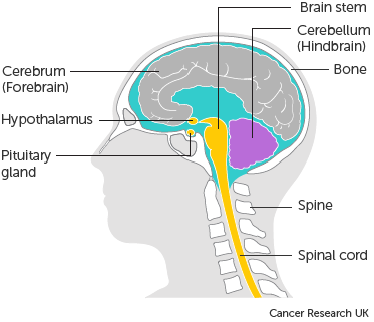 Brain stem
Cerebellum
(Hindbrain)
Bone
Cerebrum
(Forebrain)
Hypothalamus
Pituitary
gland
Spine
Spinal cord
Cancer Research UK